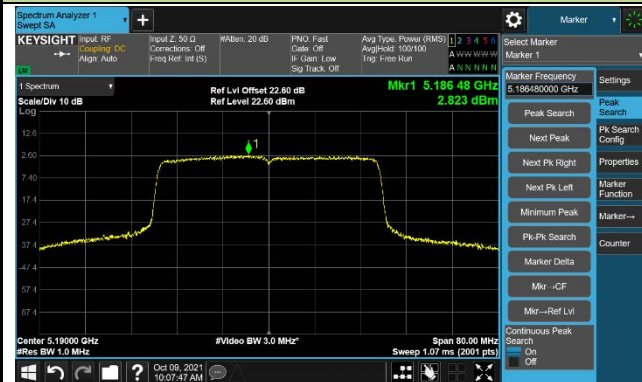 Spectrum Analyzer 1
Swept SA
Marker
KEYSIGHT
Input: RF
Coupling: DC
Align: Auto
Input Z: 50 Ω
Corrections: Off
Freq Ref: Int (S)
#Atten: 20 dB
PNO: Fast
Gate: Off
IF Gain: Low
Sig Track: Off
Avg Type: Power (RMS)
Avg|Hold: 100/100
Trig: Free Run
1 2 3 4 5 6
A W W W W W
A N N N N N
LNI
Select Marker
Marker 1
1 Spectrum
Scale/Div 10 dB
Log
Ref Lvl Offset 22.60 dB
Ref Level 22.60 dBm
Mkr1 5.186 48 GHz
2.823 dBm
Marker Frequency
5.186480000 GHz
Settings
Peak Search
Peak
Search
Next Peak
Pk Search
Config
Next Pk Right
Properties
Next Pk Left
Marker
Function
Minimum Peak
Marker→
Pk-Pk Search
Counter
Marker Delta
Mkr→CF
Mkr→Ref Lvl
Continuous Peak
Search
On
Off
1
12.6
2.60
-7.40
-17.4
-27.4
-37.4
-47.4
-57.4
-67.4
Center 5.19000 GHz
#Res BW 1.0 MHz
#Video BW 3.0 MHz*
Span 80.00 MHz
Sweep 1.07 ms (2001 pts)
?
Oct 09, 2021
10:07:47 AM